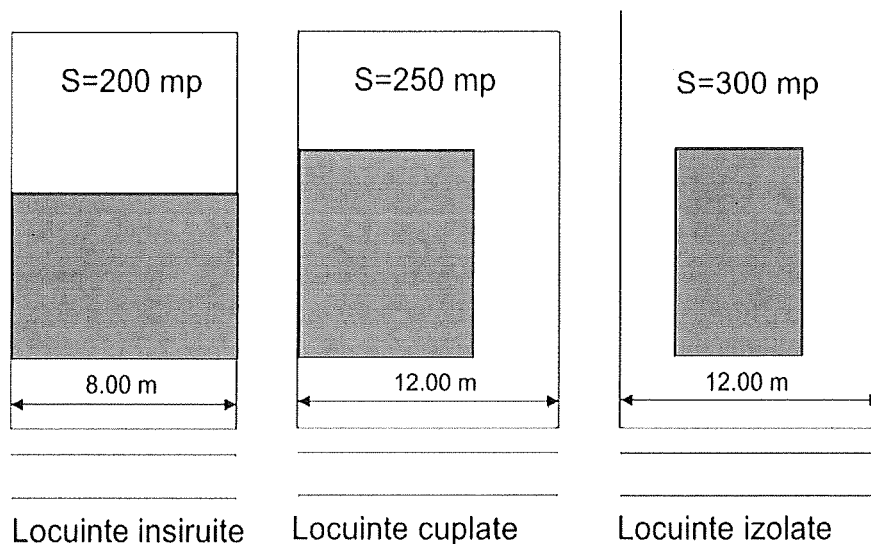 S=200 mp
S=250 mp
S=300 mp
8.00 m
12.00 m
12.00 m
Locuinte insiruite
Locuinte cuplate
Locuinte izolate